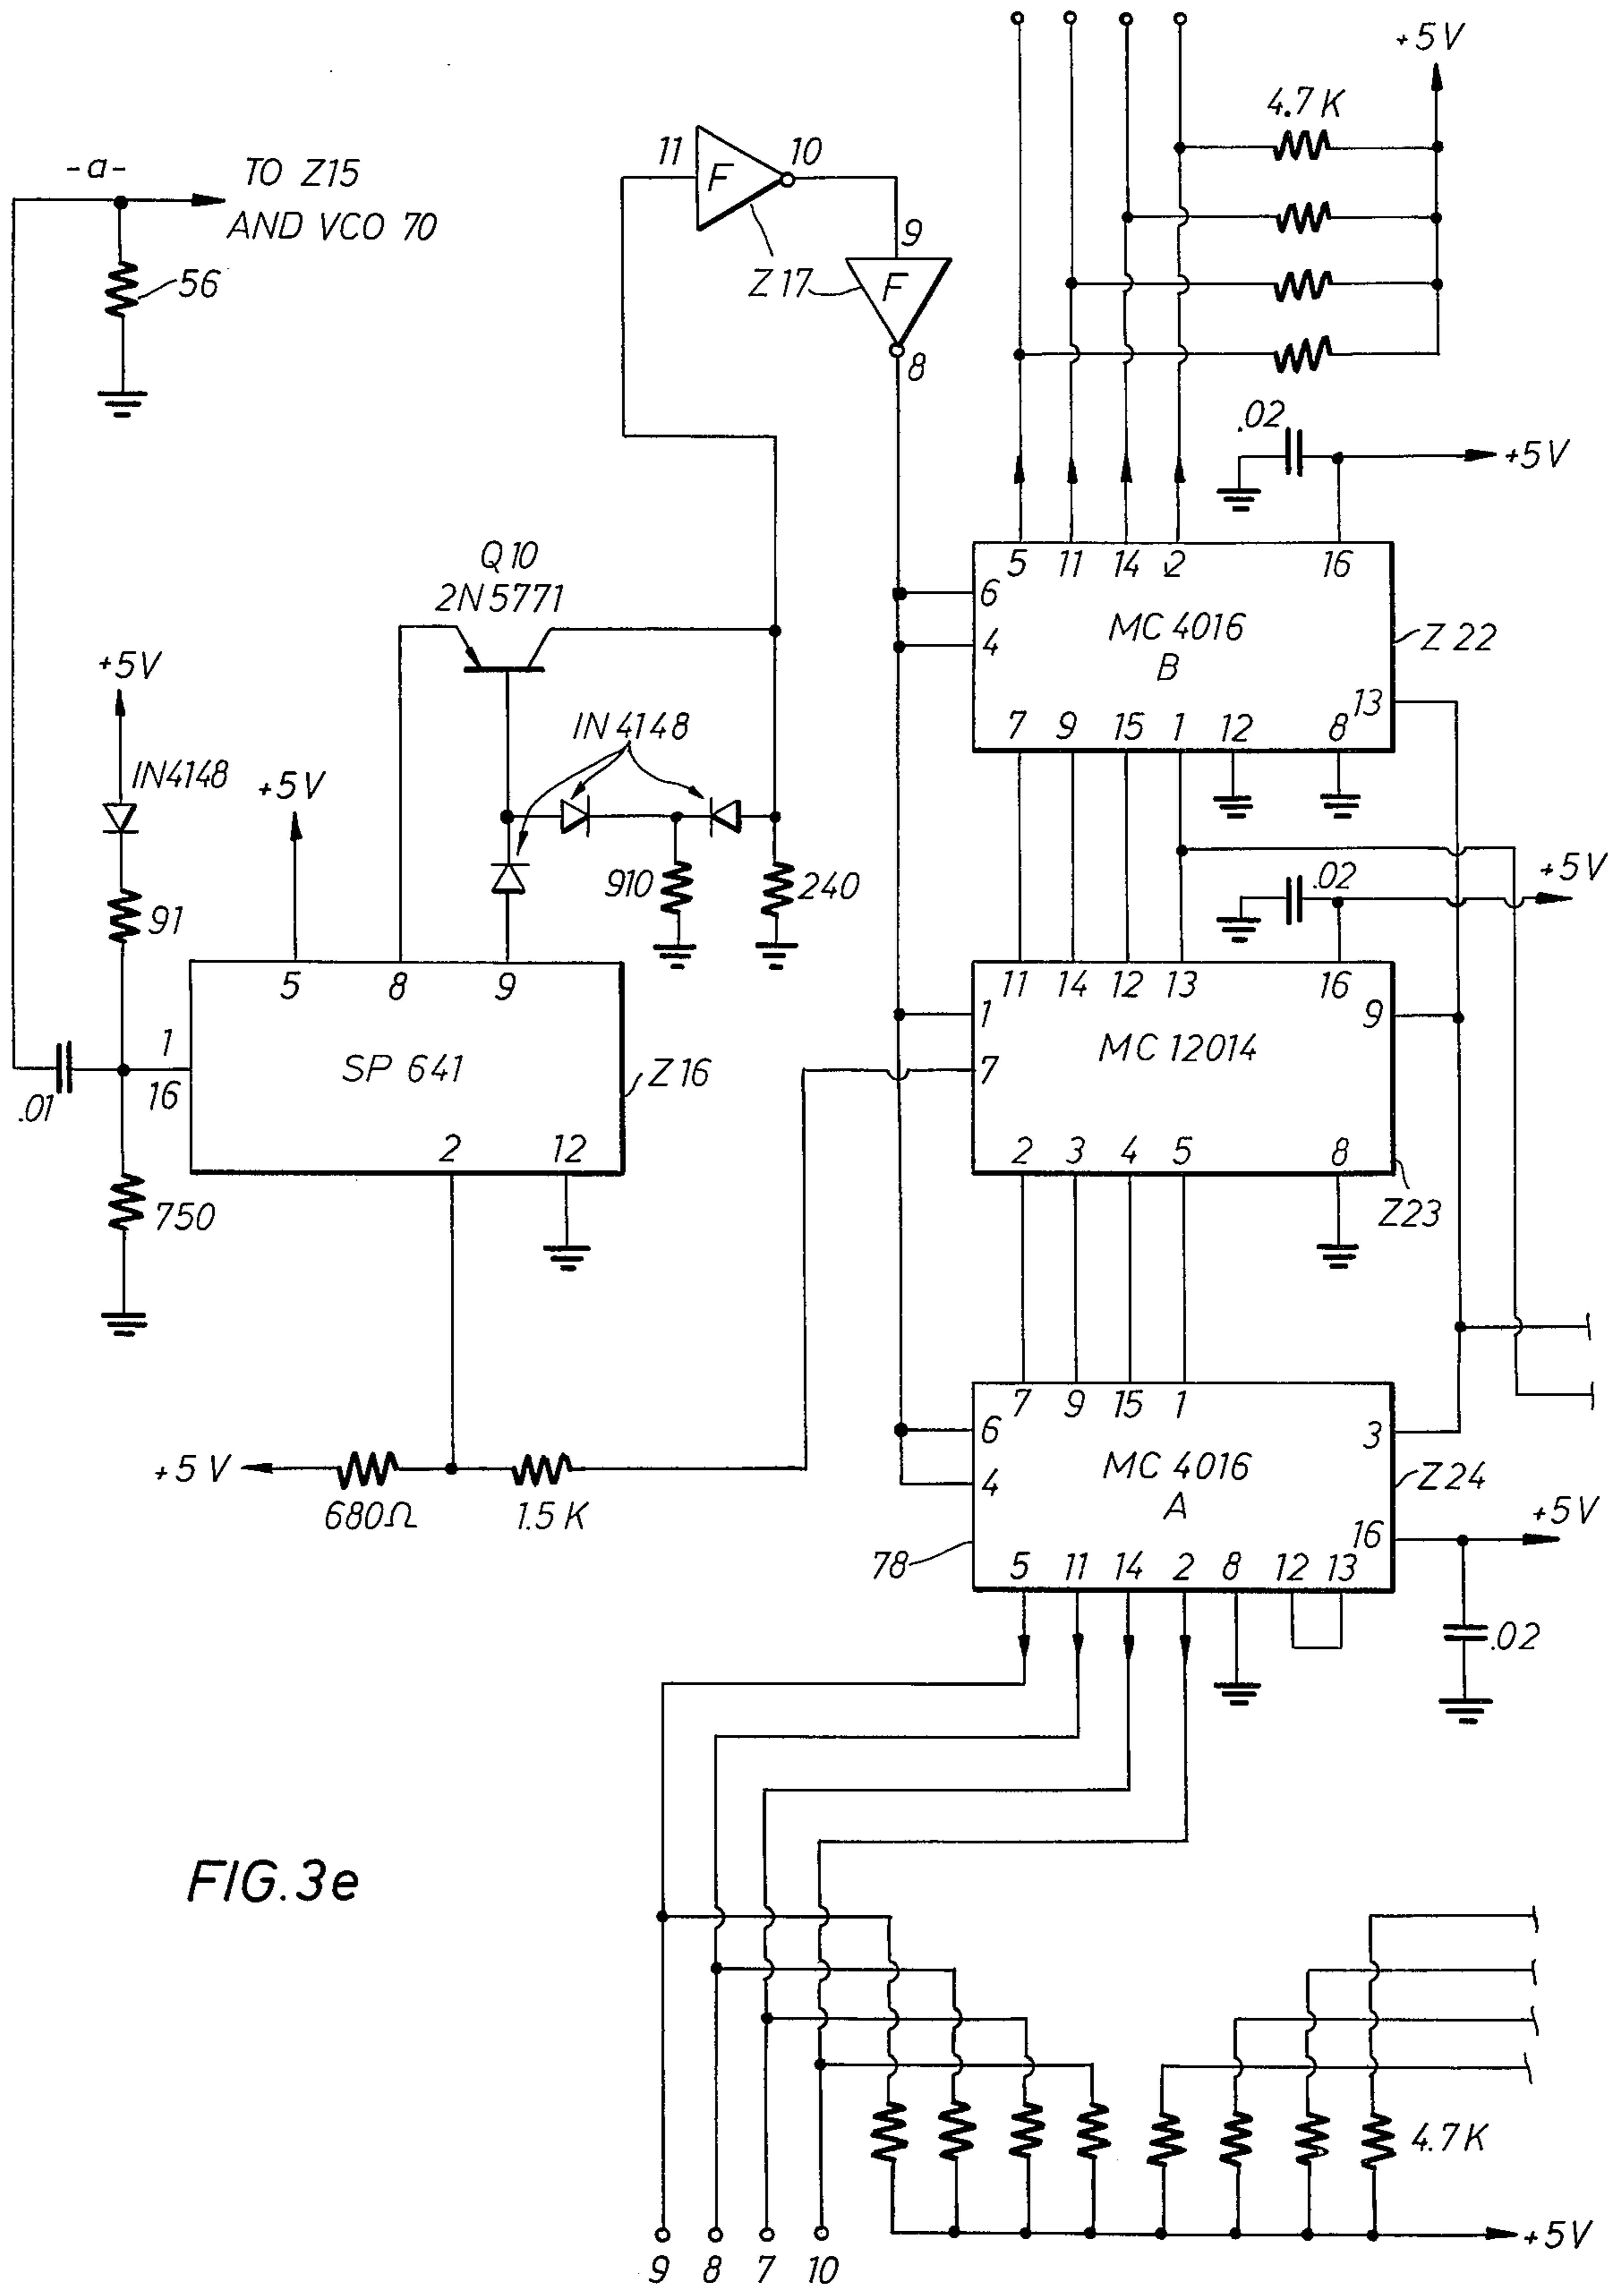 +5V
4.7K
-a-
TO Z15
AND VCO 70
56
11
F
10
9
Z17
F
8
.02
+5V
Q10
2N5771
5 11 14 2 16
6
4
MC 4016
B
Z 22
13
7 9 15 1 12 8
+5V
IN4148
+5V
IN4148
91
910
240
.02
+5V
5 8 9
1
16
SP 641
Z16
.01
2 12
750
11 14 12 13 16
1
7
MC 12014
9
2 3 4 5 8
Z23
7 9 15 1
6
4
MC 4016
A
3
Z24
16
+5V
78
5 11 14 2 8 12 13
.02
+5V
680Ω
1.5K
FIG.3e
4.7K
+5V
9 8 7 10